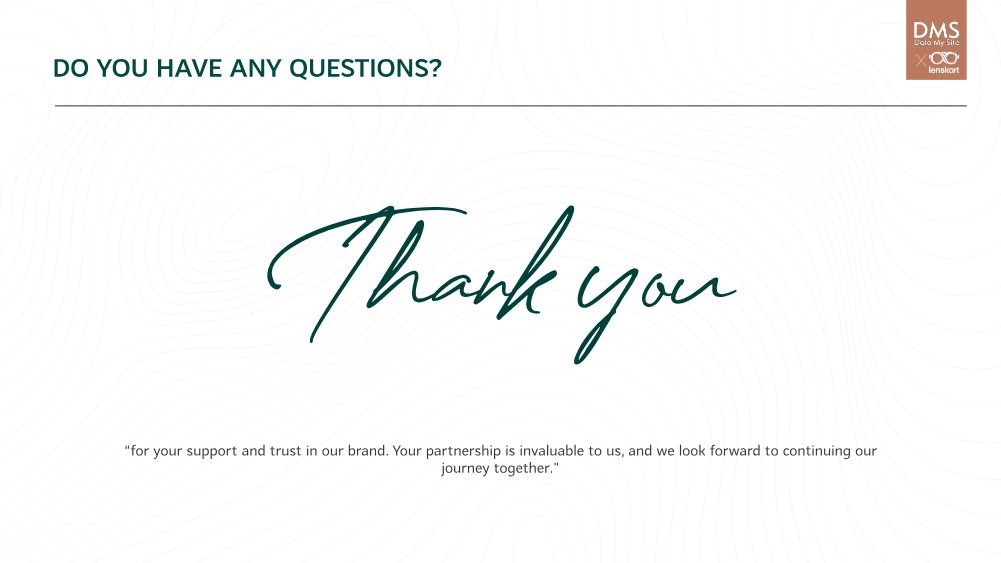 DMS
Data My Site
X
lenskart
DO YOU HAVE ANY QUESTIONS?
Thank you
“for your support and trust in our brand. Your partnership is invaluable to us, and we look forward to continuing our
journey together."